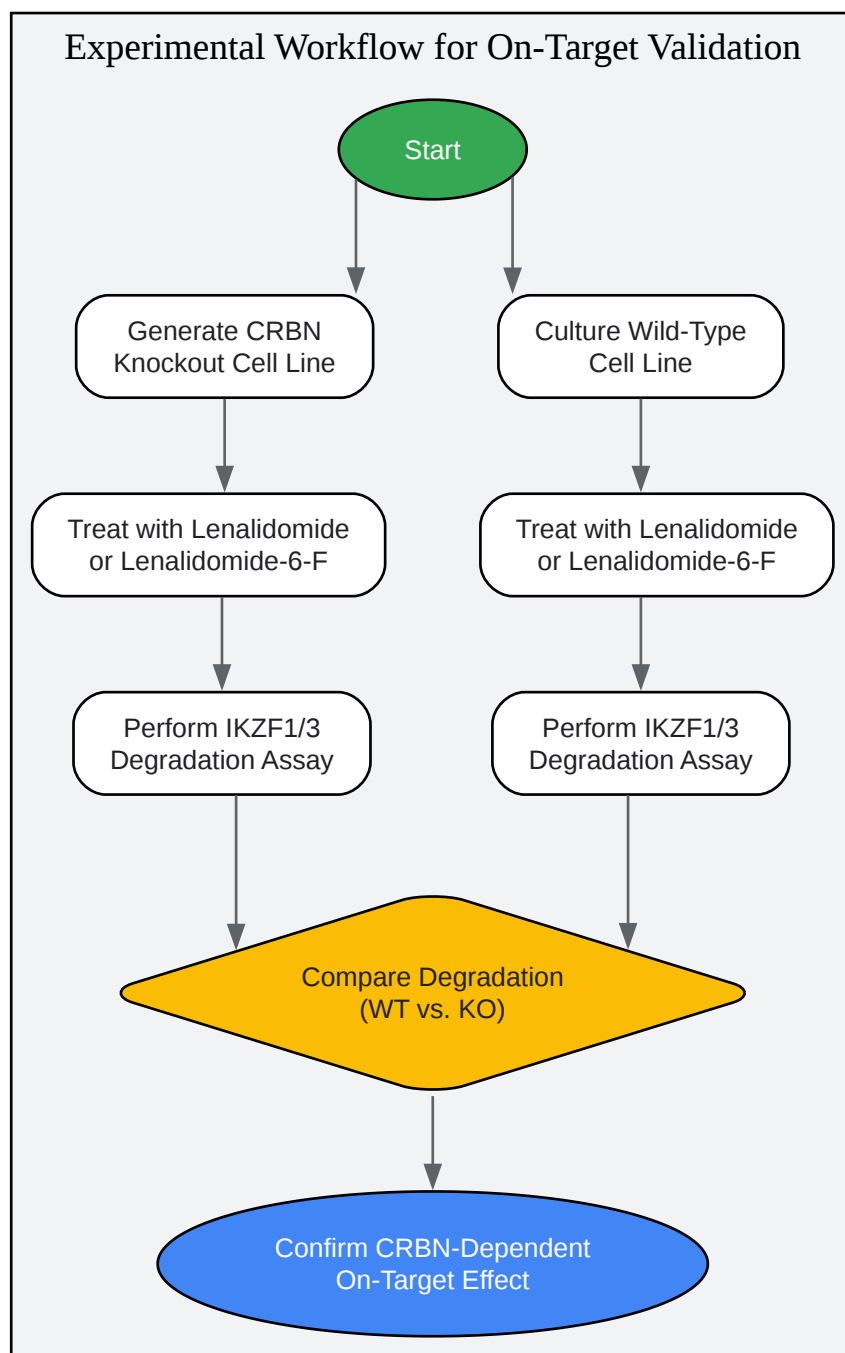 Experimental Workflow for On-Target Validation
Start
Generate CRBN
Knockout Cell Line
Culture Wild-Type
Cell Line
Treat with Lenalidomide
or Lenalidomide-6-F
Treat with Lenalidomide
or Lenalidomide-6-F
Perform IKZF1/3
Degradation Assay
Perform IKZF1/3
Degradation Assay
Compare Degradation
(WT vs. KO)
Confirm CRBN-Dependent
On-Target Effect